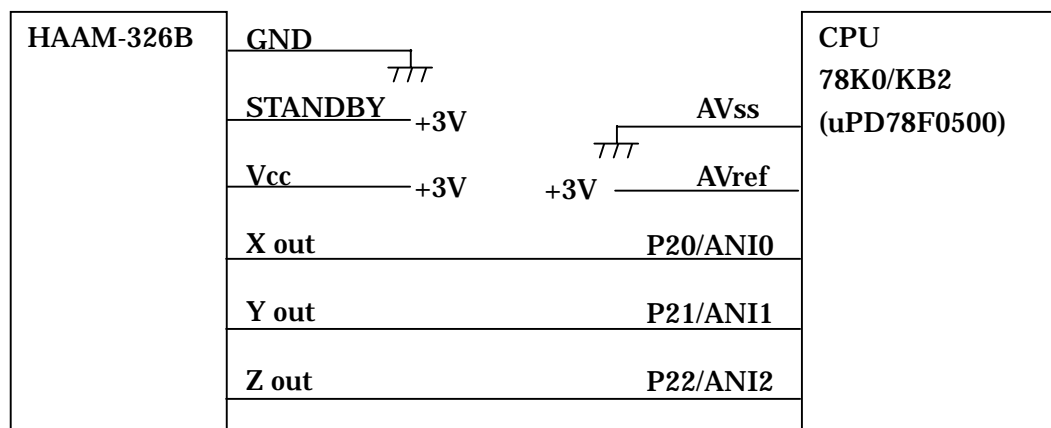 HAAM-326B
GND
STANDBY
+3V
Vcc
+3V
X out
Y out
Z out
AVss
+3V
AVref
P20/ANI0
P21/ANI1
P22/ANI2
CPU
78K0/KB2
(uPD78F0500)